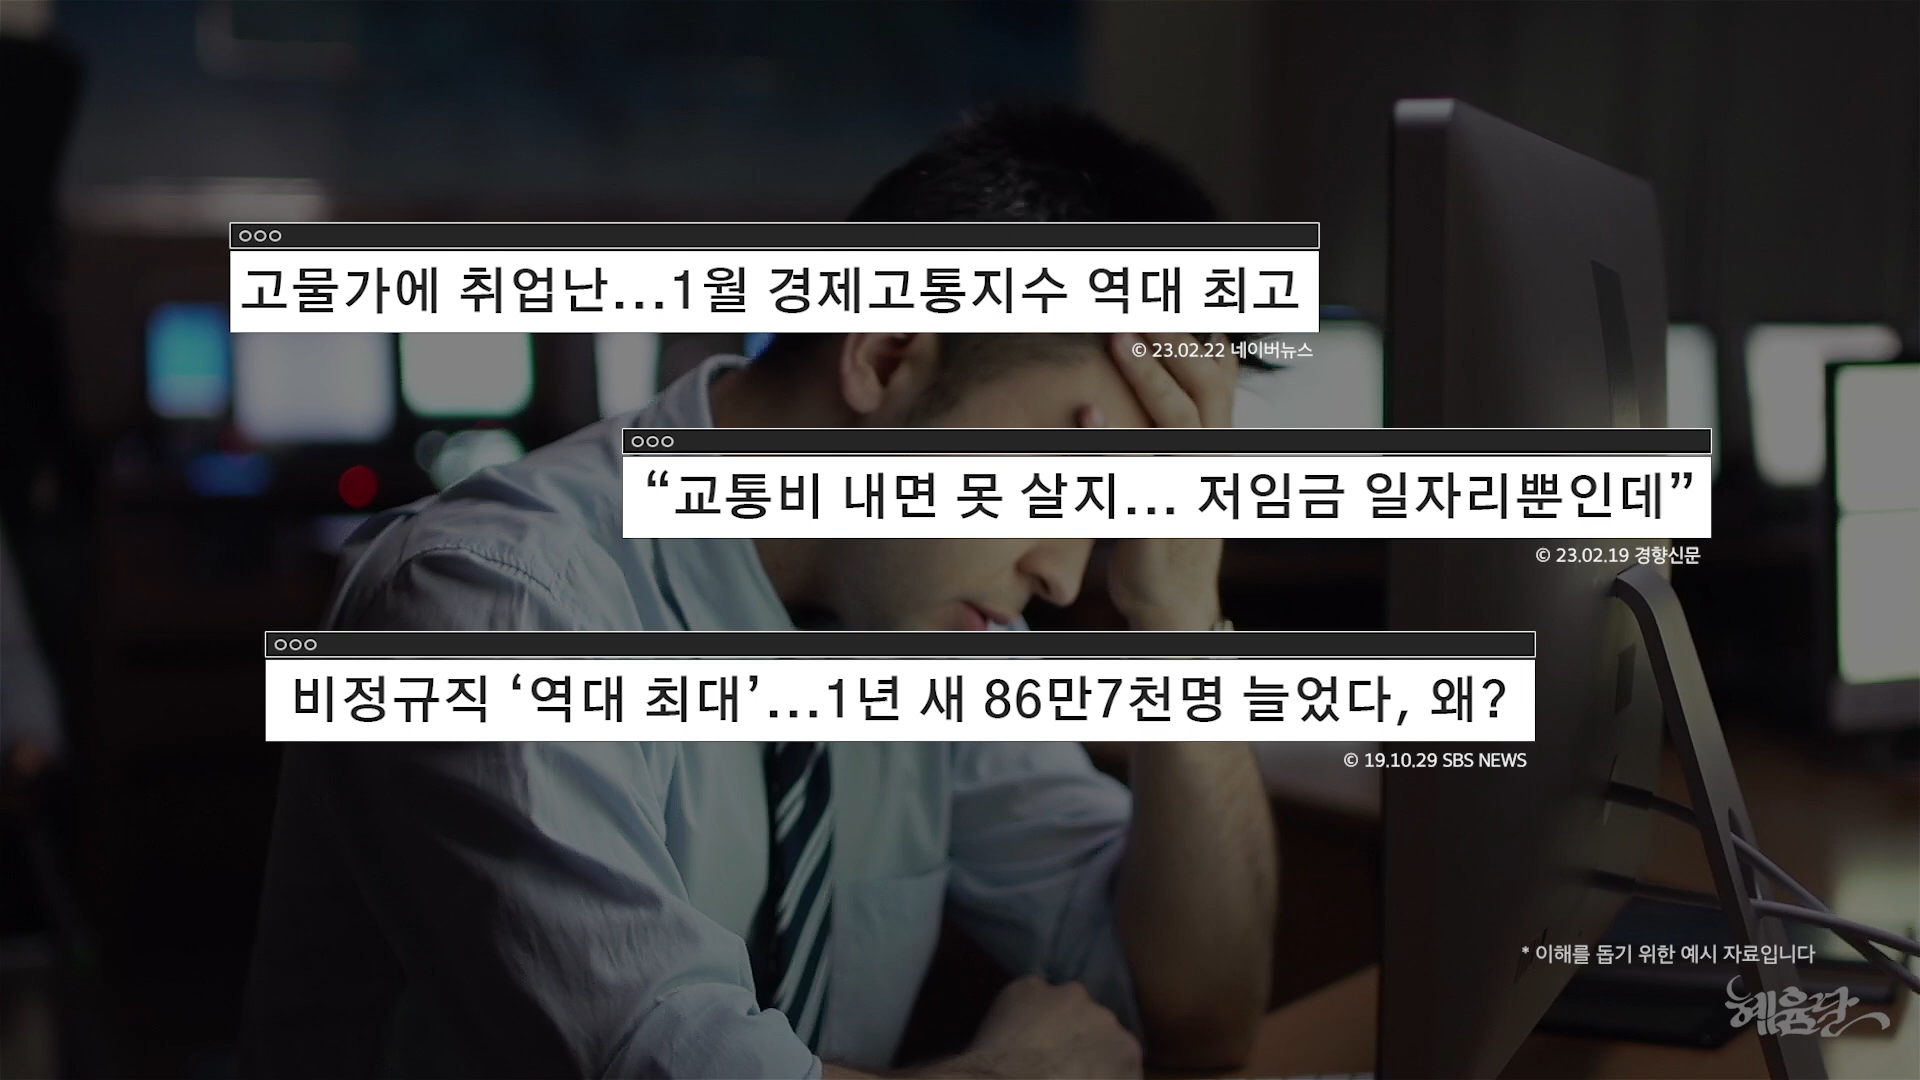 고물가에 취업난...1월 경제고통지수 역대 최고
© 23.02.22 네이버뉴스
“교통비 내면 못 살지... 저임금 일자리뿐인데”
© 23.02.19 경향신문
비정규직 ‘역대 최대’...1년 새 86만7천명 늘었다, 왜?
© 19.10.29 SBS NEWS
* 이해를 돕기 위한 예시 자료입니다
혜윰달